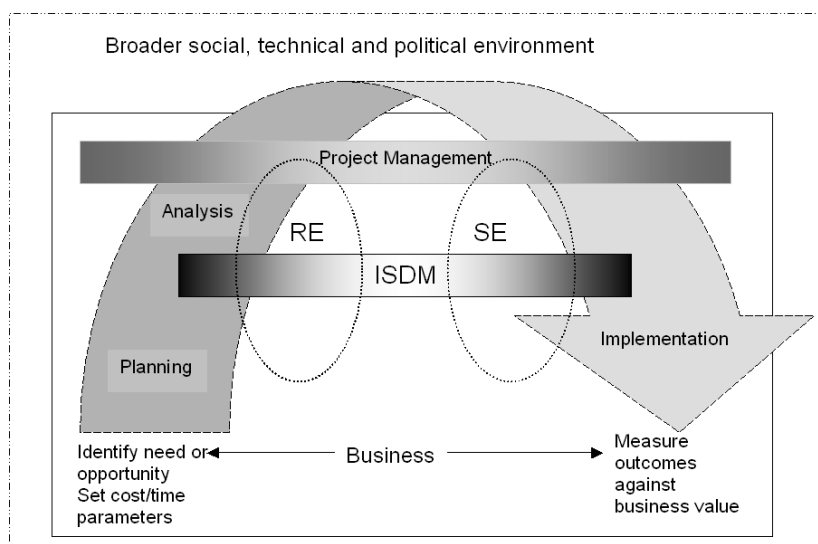 Broader social, technical and political environment
Project Management
Analysis
RE
SE
ISDM
Planning
Implementation
Identify need or
opportunity
Set cost/time
parameters
Business
Measure
outcomes
against
business value